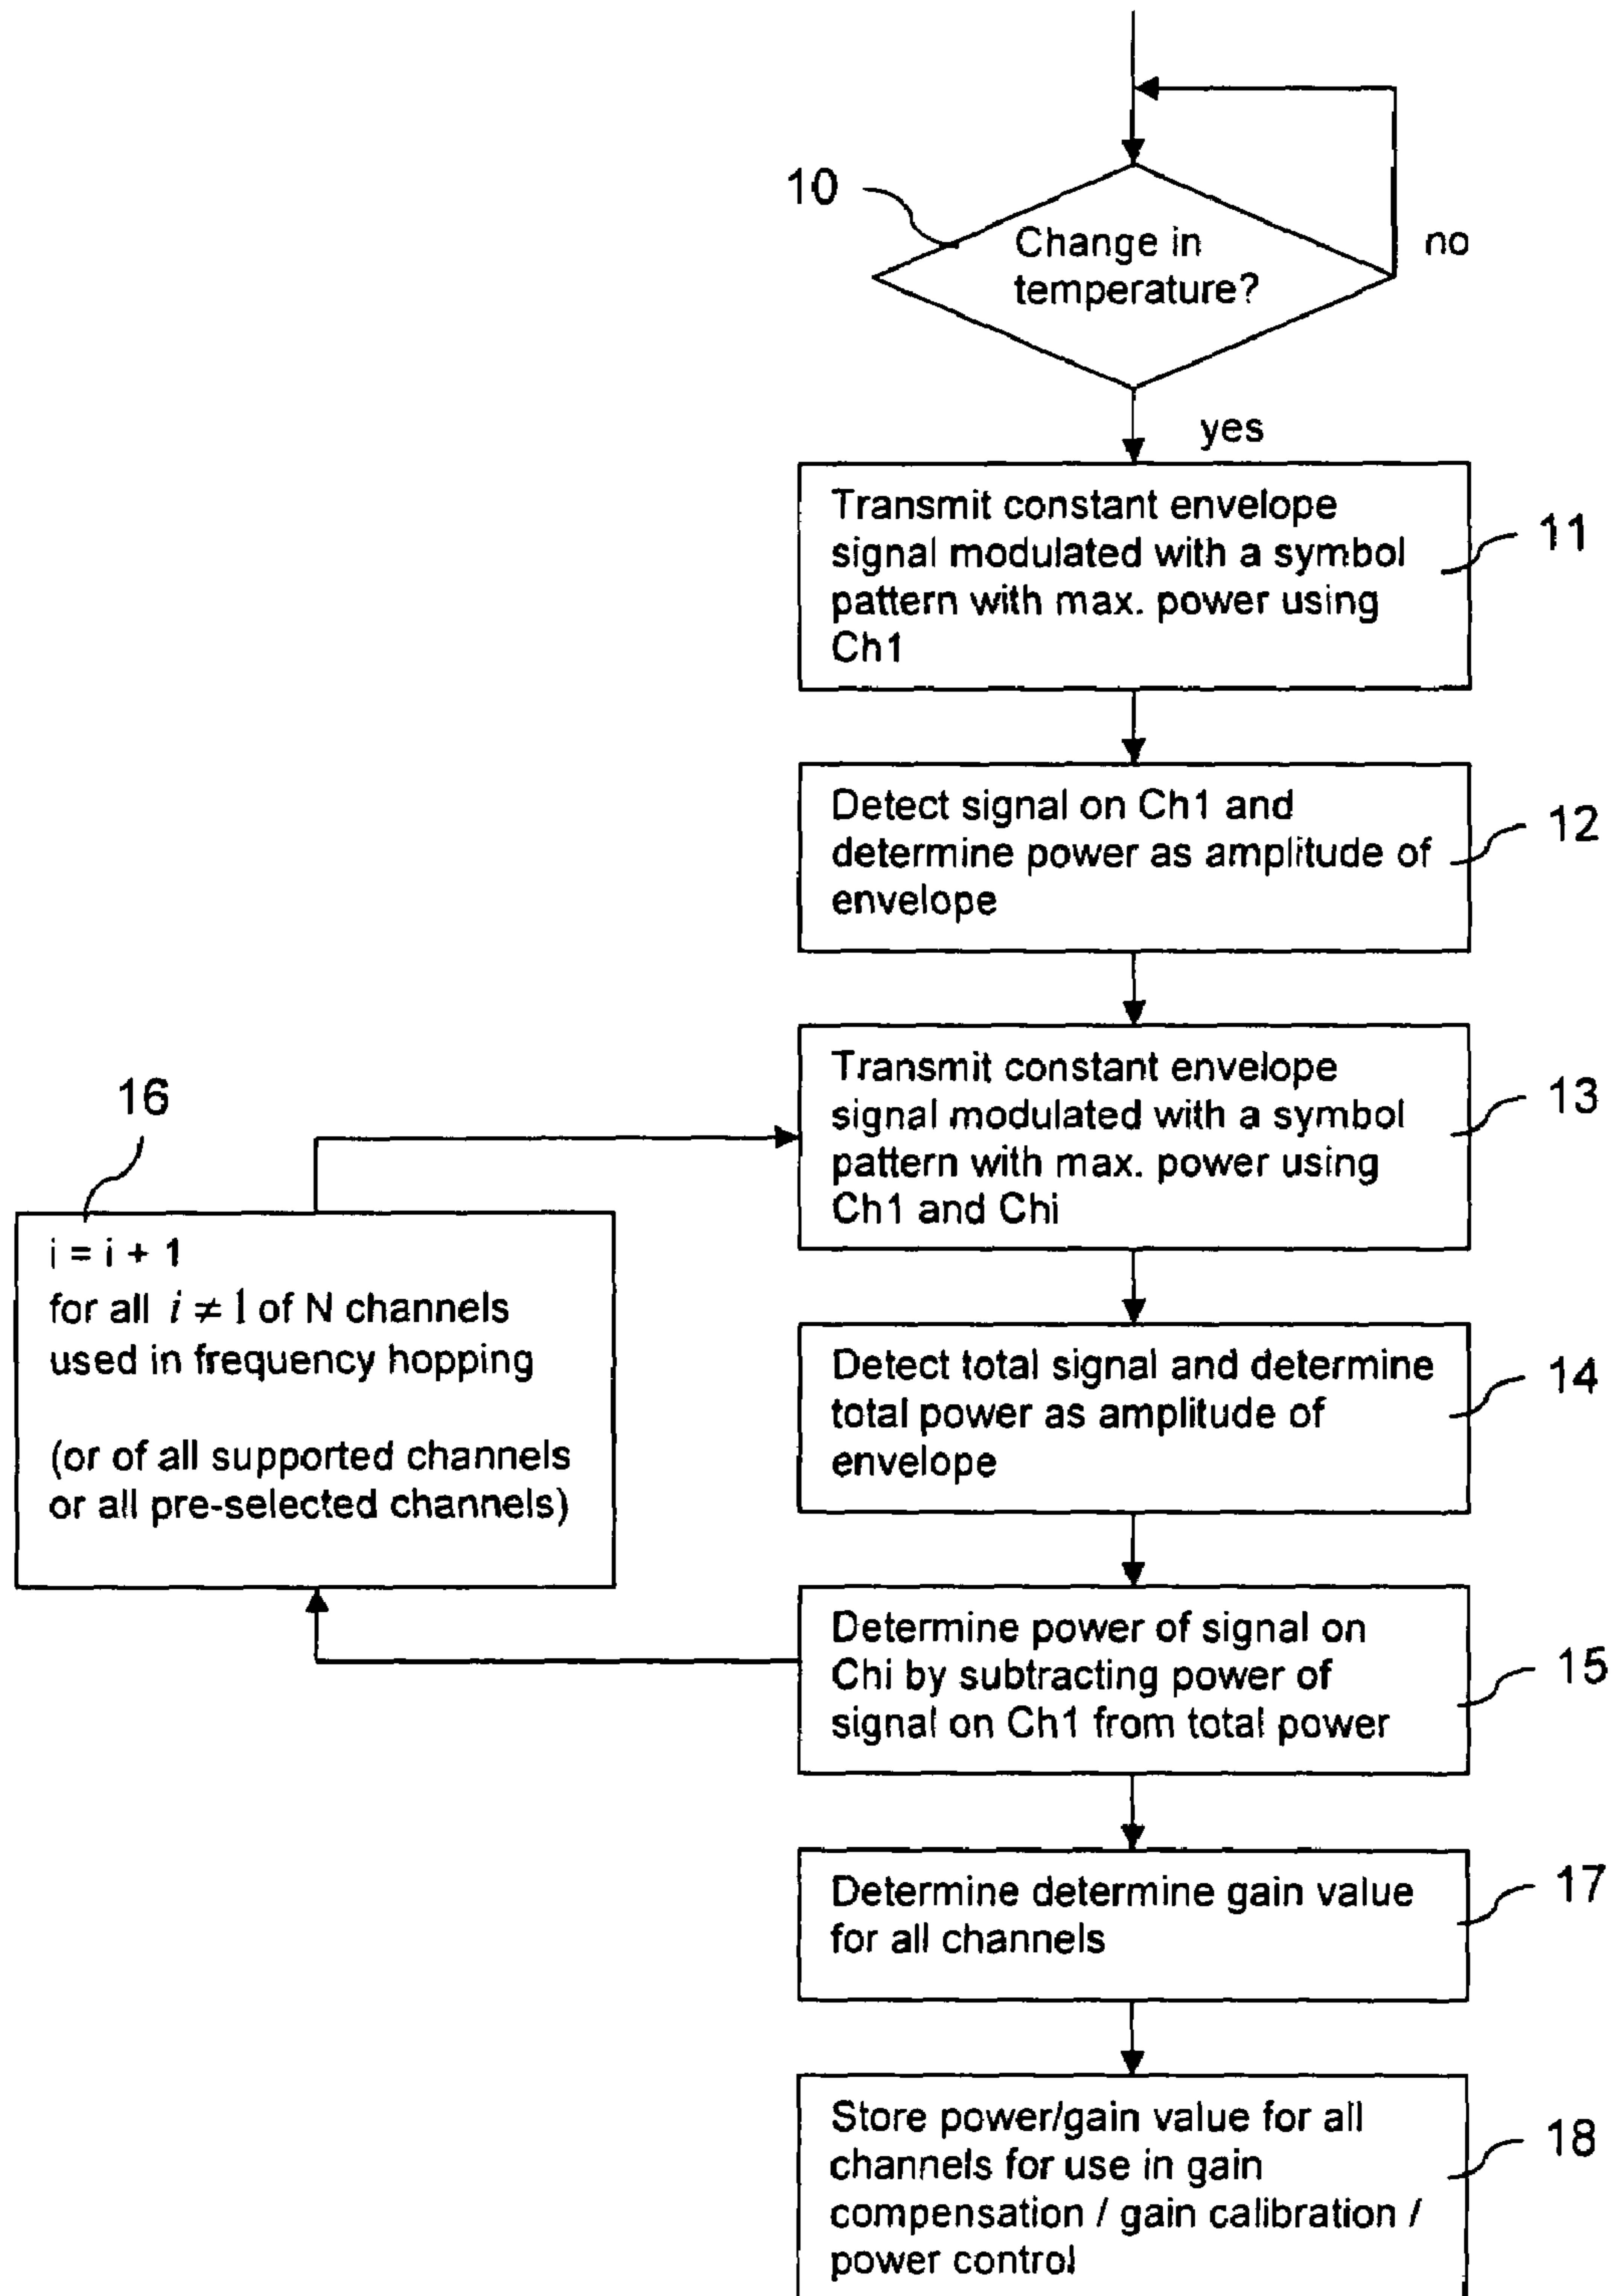 10
Change in
temperature?
no
yes
Transmit constant envelope
signal modulated with a symbol
pattern with max. power using
Ch1
11
Detect signal on Ch1 and
determine power as amplitude of
envelope
12
Transmit constant envelope
signal modulated with a symbol
pattern with max. power using
Ch1 and Chi
13
16
i = i + 1
for all i ≠ 1 of N channels
used in frequency hopping
(or of all supported channels
or all pre-selected channels)
Detect total signal and determine
total power as amplitude of
envelope
14
Determine power of signal on
Chi by subtracting power of
signal on Ch1 from total power
15
Determine determine gain value
for all channels
17
Store power/gain value for all
channels for use in gain
compensation / gain calibration /
power control
18